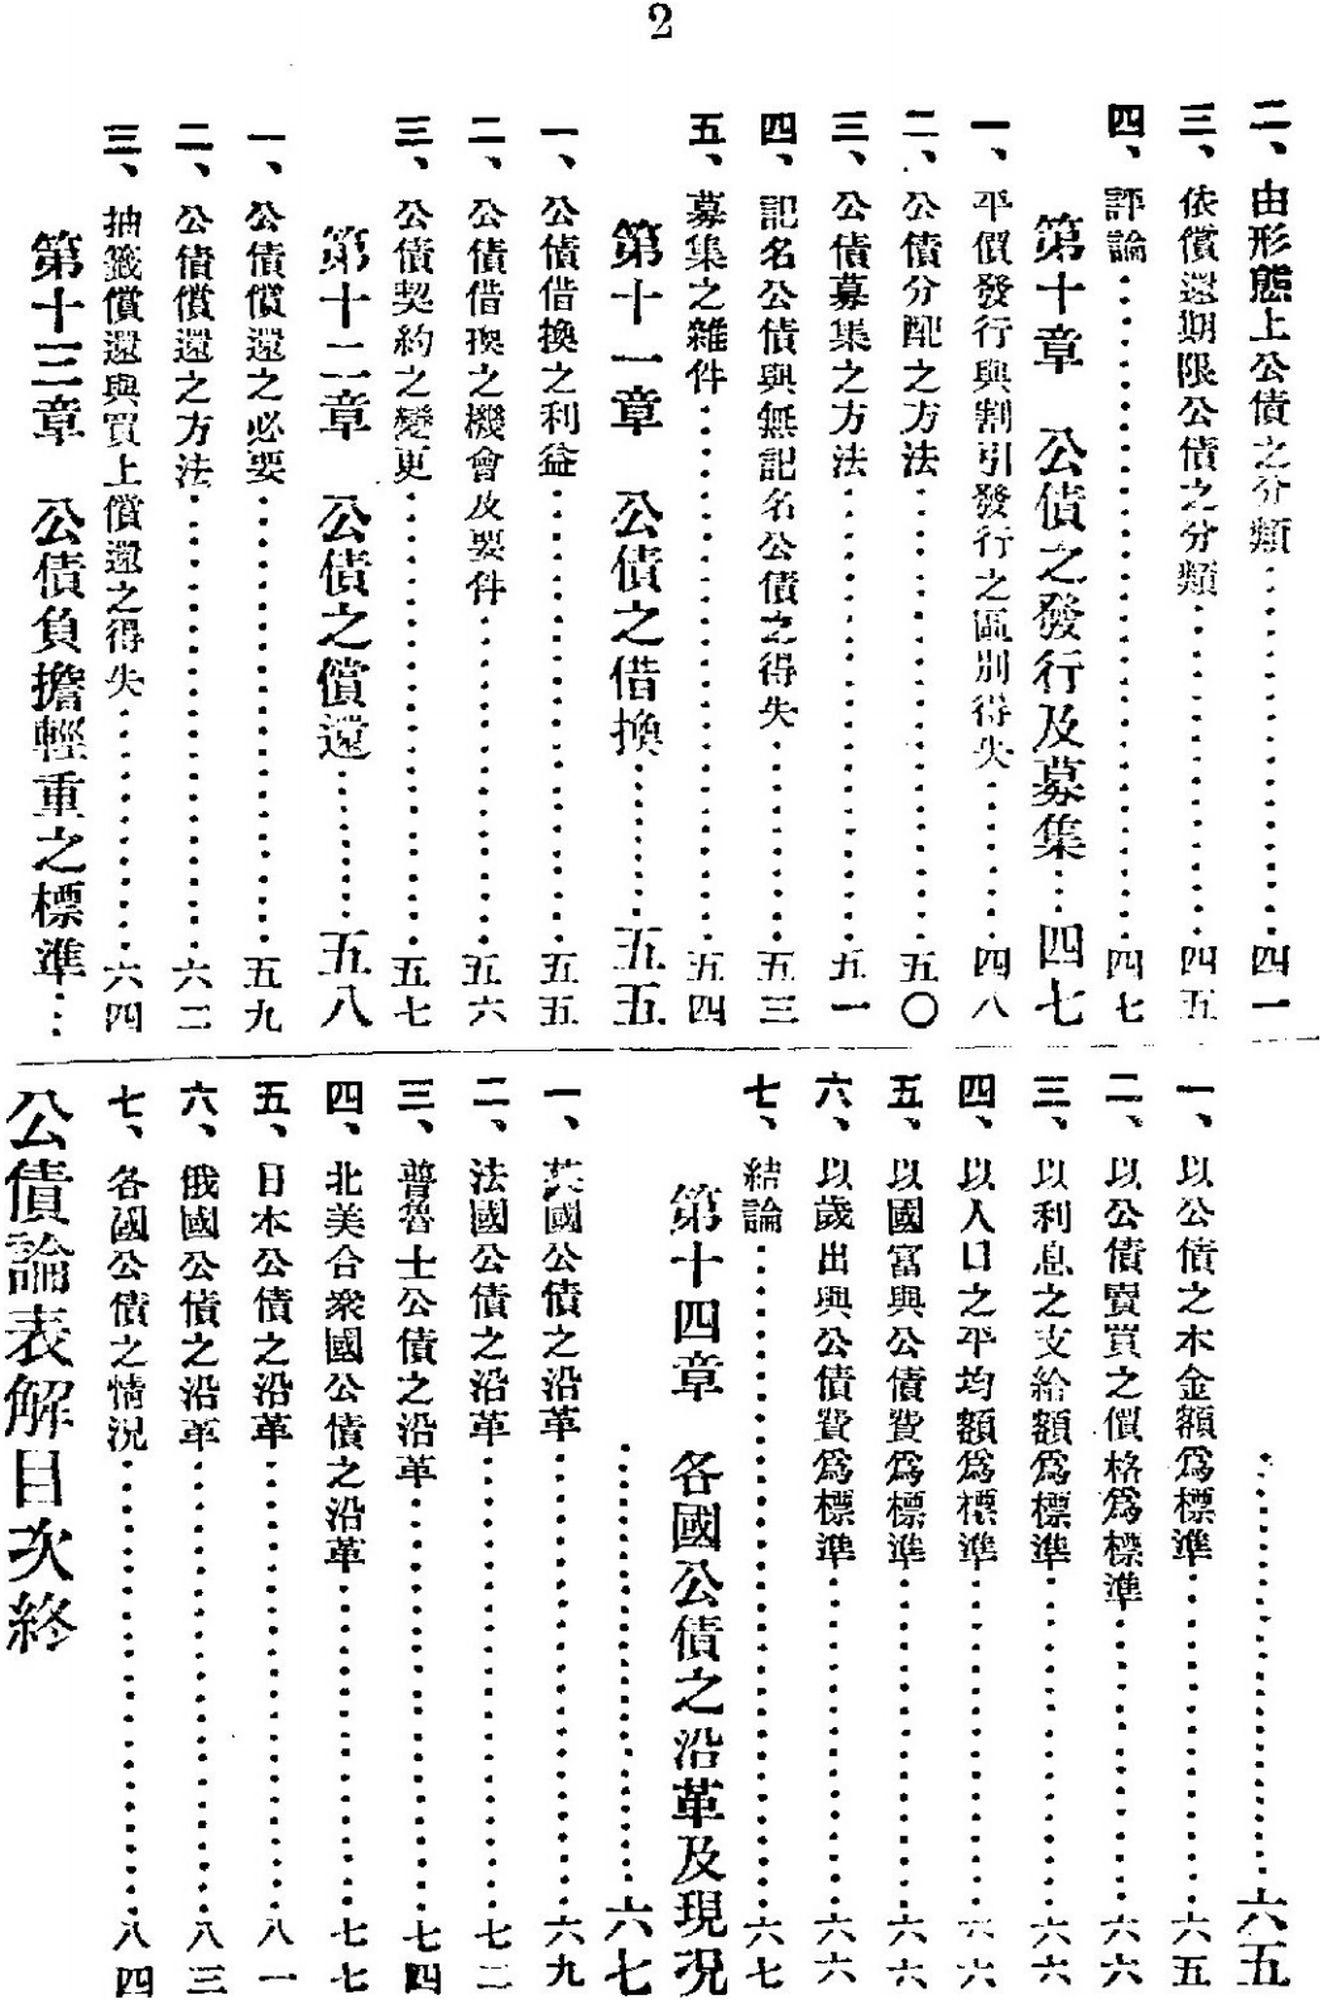 2
二、由形態上公債之分類…………四一
三、依償還期限公債之分類…………四五
四、評論…………四七
第十章　公債之發行及募集…四七
一、平價發行與割引發行之區別得失…………四八
二、公債分配之方法…………五〇
三、公債募集之方法…………五一
四、記名公債與無記名公債之得失…………五三
五、募集之雜件…………五四
第十一章　公債之借換…………五五
一、公債借換之利益…………五五
二、公債借換之機會及要件…………五六
三、公債契約之變更…………五七
第十二章　公債之償還…………五八
一、公債償還之必要…………五九
二、公債償還之方法…………六二
三、抽籤償還與買上償還之得失…………六四
第十三章　公債負擔輕重之標準…
…………六五
一、以公債之本金額爲標準…………六五
二、以公債賣買之價格爲標準…………六六
三、以利息之支給額爲標準…………六六
四、以人口之平均額爲標準…………六六
五、以國富與公債費爲標準…………六六
六、以歲出與公債費爲標準…………六六
七、結論…………六七
第十四章　各國公債之沿革及現況
…………六七
一、英國公債之沿革…………六九
二、法國公債之沿革…………七二
三、普魯士公債之沿革…………七四
四、北美合衆國公債之沿革…………七七
五、日本公債之沿革…………八一
六、俄國公債之沿革…………八三
七、各國公債之情況…………八四
公債論表解目次終